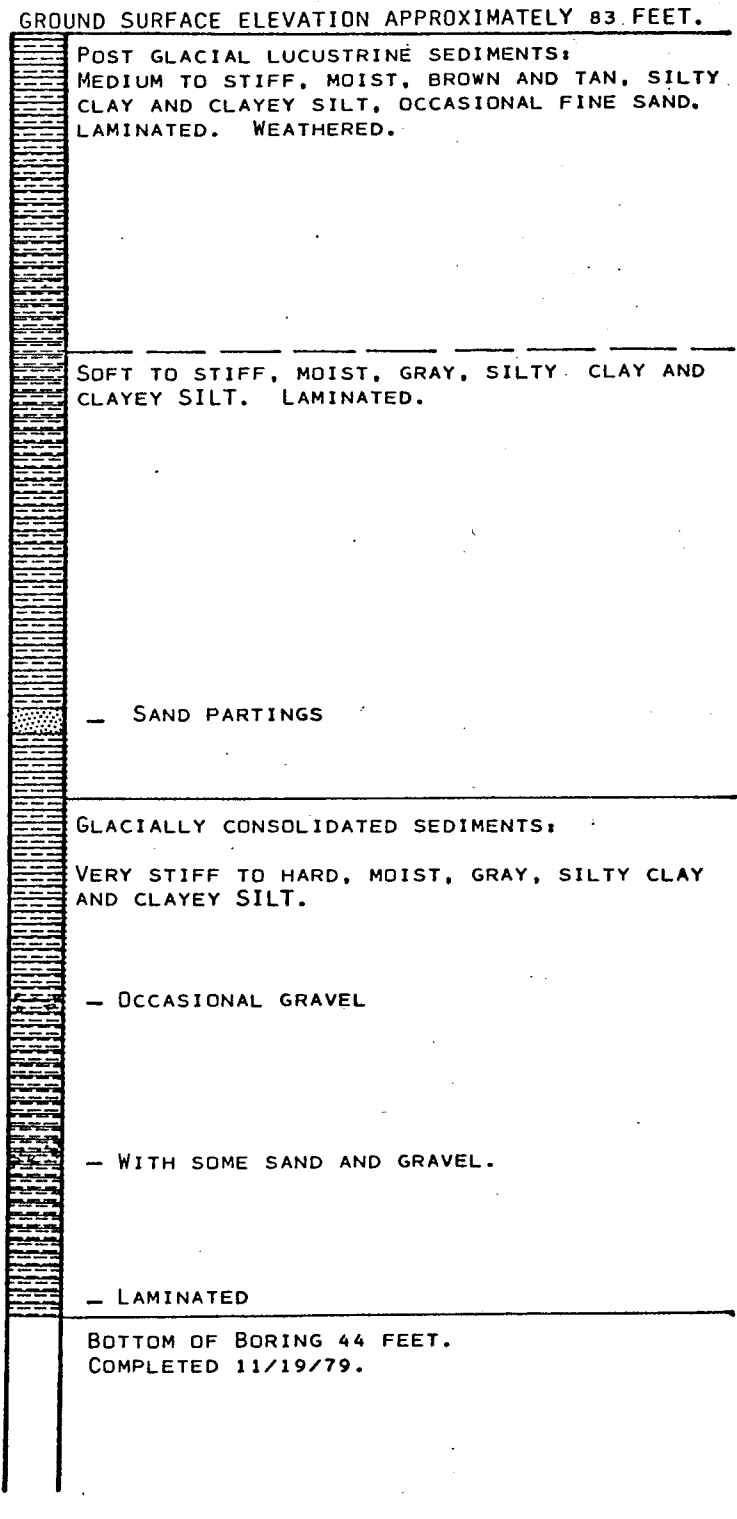 GROUND SURFACE ELEVATION APPROXIMATELY 83 FEET.
POST GLACIAL LUCUSTRINE SEDIMENTS:
MEDIUM TO STIFF, MOIST, BROWN AND TAN, SILTY
CLAY AND CLAYEY SILT, OCCASIONAL FINE SAND.
LAMINATED. WEATHERED.
SOFT TO STIFF, MOIST, GRAY, SILTY CLAY AND
CLAYEY SILT. LAMINATED.
— SAND PARTINGS
GLACIALLY CONSOLIDATED SEDIMENTS:
VERY STIFF TO HARD, MOIST, GRAY, SILTY CLAY
AND CLAYEY SILT.
— OCCASIONAL GRAVEL
— WITH SOME SAND AND GRAVEL.
— LAMINATED
BOTTOM OF BORING 44 FEET.
COMPLETED 11/19/79.